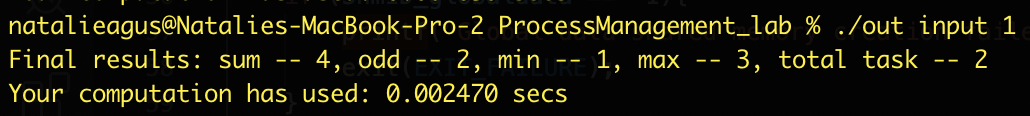 natalieagus@Natalies-MacBook-Pro-2 ProcessManagement_lab % ./out input 1
Final results: sum -- 4, odd -- 2, min -- 1, max -- 3, total task -- 2
Your computation has used: 0.002470 secs